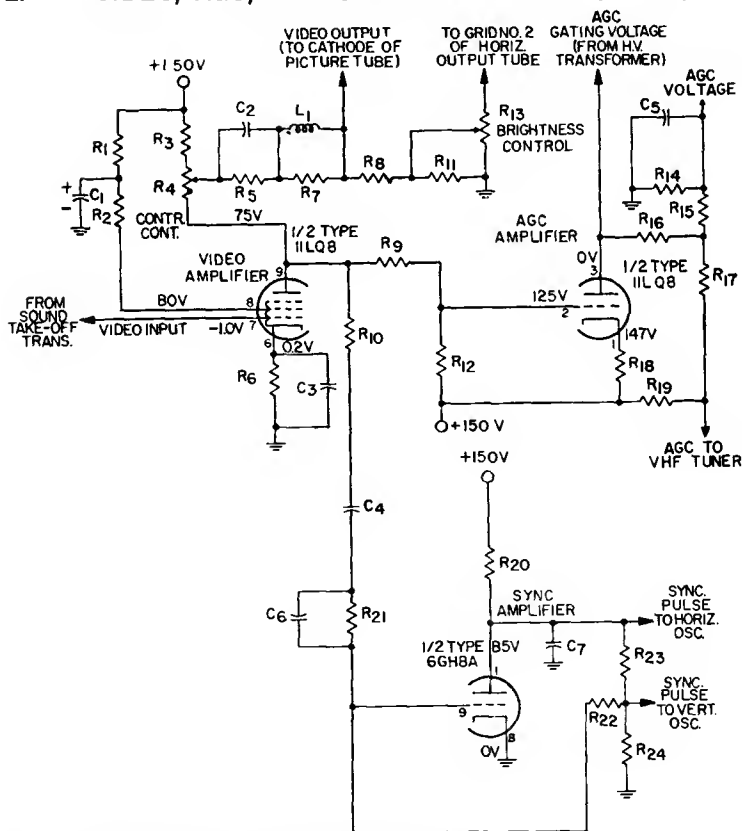 VIDEO OUTPUT
(TO CATHODE OF
PICTURE TUBE)
TO GRID NO. 2
OF HORIZ.
OUTPUT TUBE
AGC
GATING VOLTAGE
(FROM H.V.
TRANSFORMER)
AGC
VOLTAGE
+150V
C2
L1
R13
BRIGHTNESS
CONTROL
C5
R1
R3
R14
R4
R5
R7
R8
R11
R15
+
-
C1
R2
CONTR.
CONT.
R16
75V
1/2 TYPE
11LQ8
AGC
AMPLIFIER
VIDEO
AMPLIFIER
9
R9
0V
3
1/2 TYPE
11LQ8
R17
FROM
SOUND
TAKE-OFF
TRANS.
80V
8
7
VIDEO INPUT
-1.0V
125V
2
147V
1
6
0.2V
R10
R18
R12
R6
C3
R19
+150 V
AGC TO
VHF TUNER
+150V
C4
R20
SYNC
AMPLIFIER
SYNC.
PULSE
TO HORIZ.
OSC.
C6
R21
1/2 TYPE
6GH8A
85V
1
C7
R23
SYNC.
PULSE
TO VERT.
OSC.
9
R22
8
0V
R24